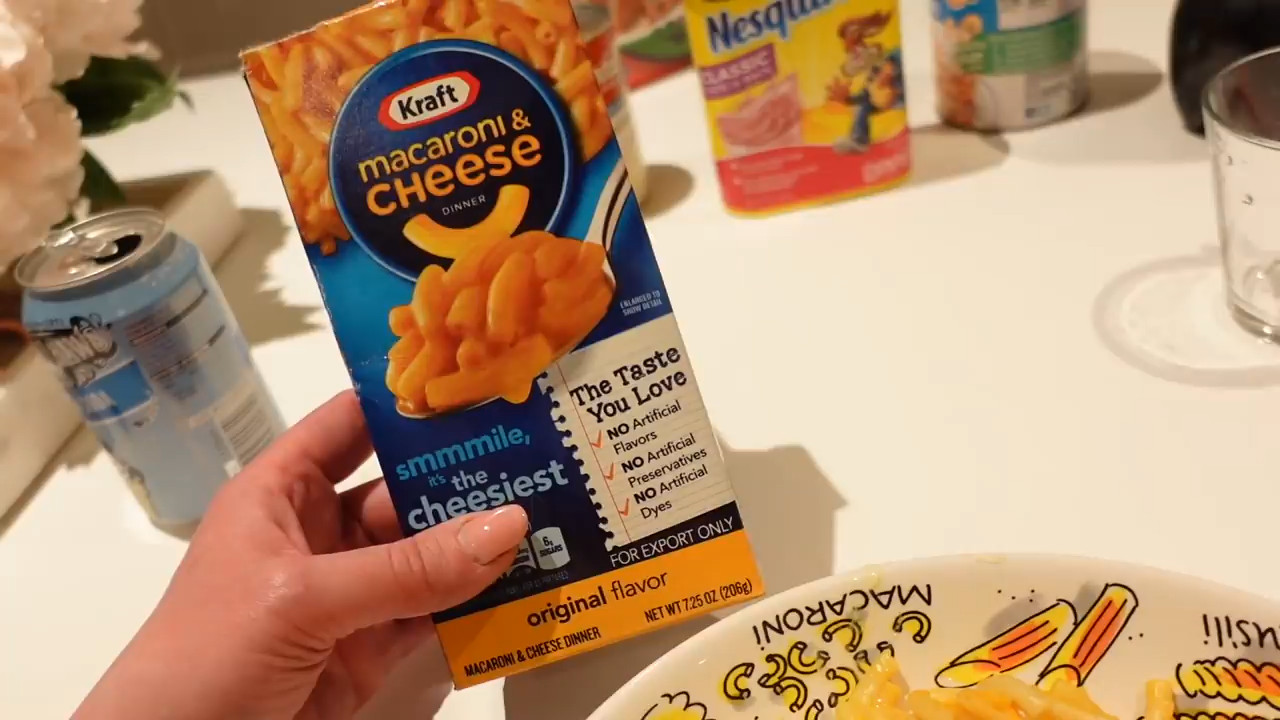 Kraft
macaroni &
CHeese
DINNER
ENLARGED TO
SHOW DETAIL
The Taste
You Love
NO Artificial
Flavors
NO Artificial
Preservatives
NO Artificial
Dyes
smmmile,
it's the
cheesiest
6g
SUGARS
FOR EXPORT ONLY
original flavor
NET WT 7.25 OZ (206g)
MACARONI & CHEESE DINNER
CLASSIC
MACARONI